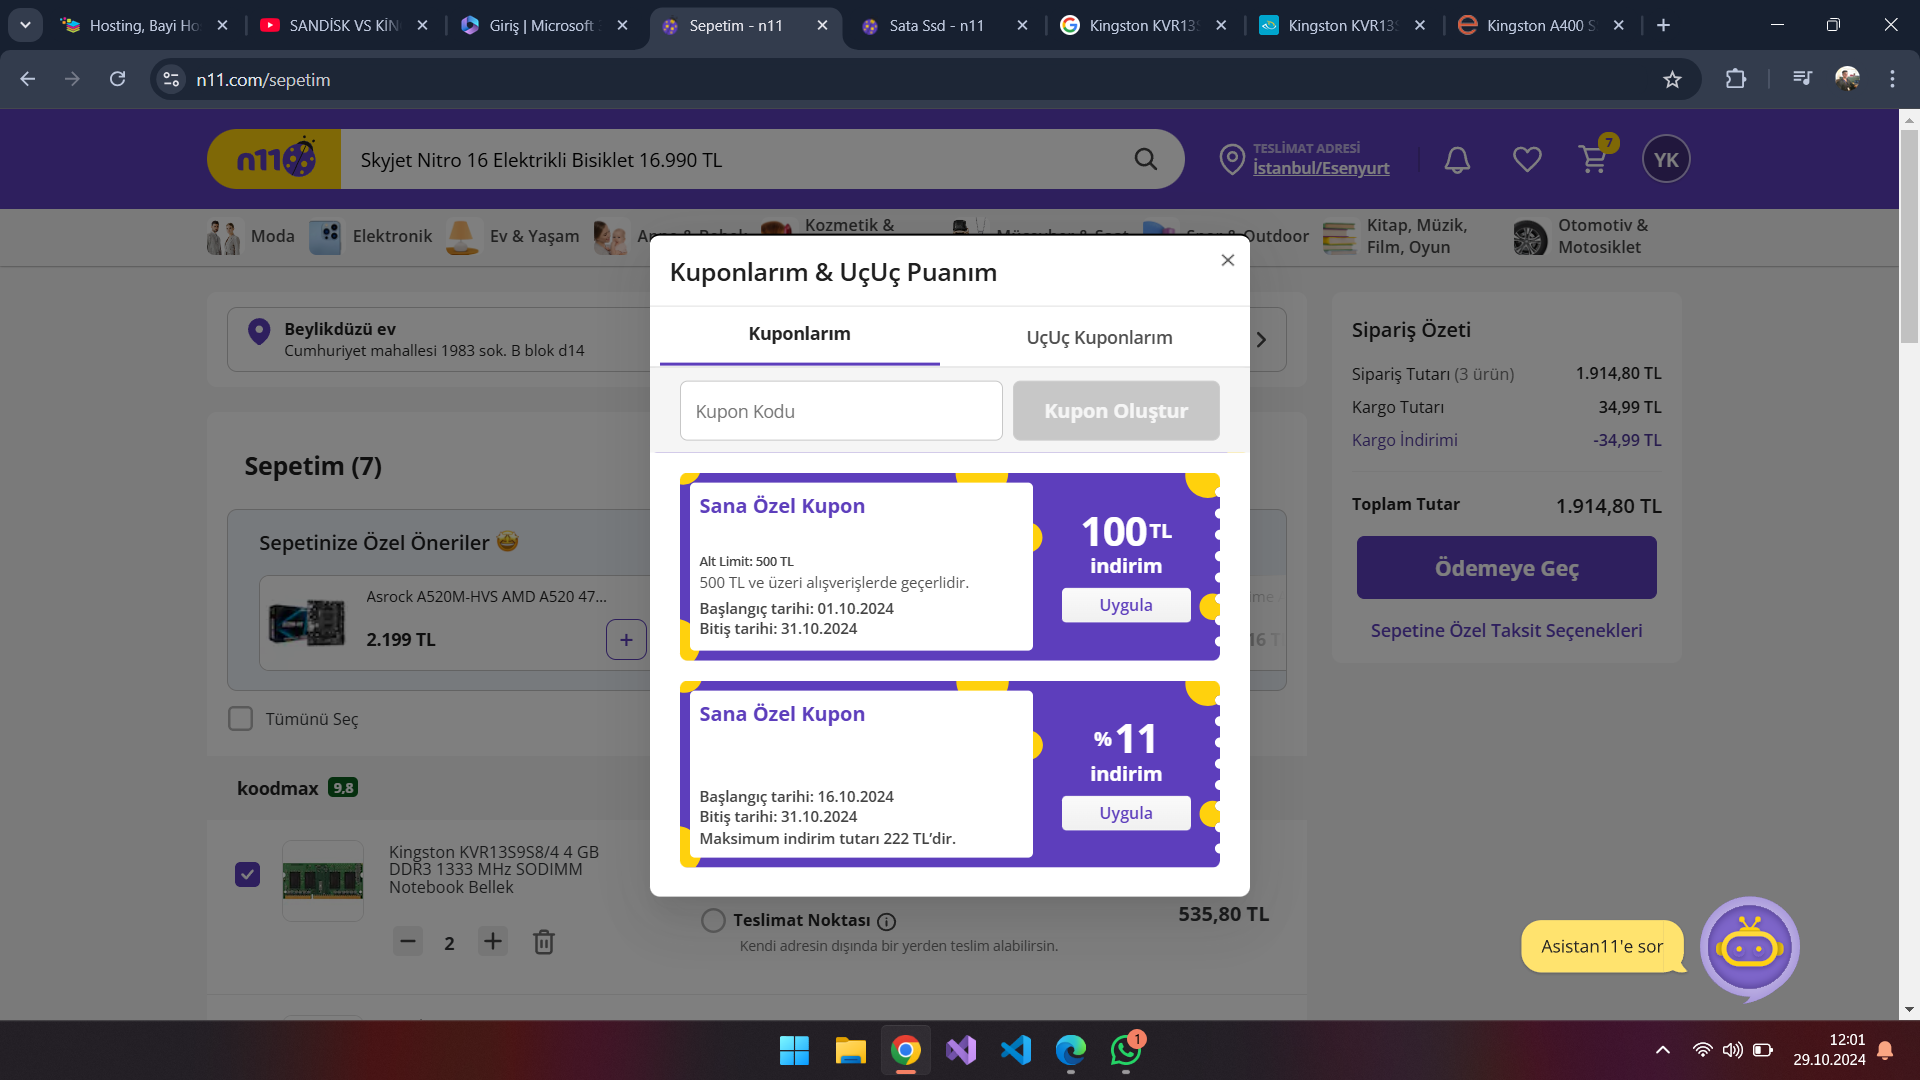 Hosting, Bayi Ho
SANDİSK VS KİN
Giriş | Microsoft
Sepetim - n11
Sata Ssd - n11
Kingston KVR13
Kingston KVR13
Kingston A400 S
n11.com/sepetim
n11
Skyjet Nitro 16 Elektrikli Bisiklet 16.990 TL
TESLİMAT ADRESİ
İstanbul/Esenyurt
7
YK
Moda
Elektronik
Ev & Yaşam
Kozmetik &
& Outdoor
Kitap, Müzik,
Film, Oyun
Otomotiv &
Motosiklet
Beylikdüzü ev
Cumhuriyet mahallesi 1983 sok. B blok d14
Sepetim (7)
Sepetinize Özel Öneriler
Asrock A520M-HVS AMD A520 47...
2.199 TL
Tümünü Seç
koodmax 9,8
Kingston KVR13S9S8/4 4 GB
DDR3 1333 MHz SODIMM
Notebook Bellek
2
Teslimat Noktası
Kendi adresin dışında bir yerden teslim alabilirsin.
535,80 TL
Kuponlarım & UçUç Puanım
Kuponlarım
UçUç Kuponlarım
Kupon Kodu
Kupon Oluştur
Sana Özel Kupon
Alt Limit: 500 TL
500 TL ve üzeri alışverişlerde geçerlidir.
Başlangıç tarihi: 01.10.2024
Bitiş tarihi: 31.10.2024
100 TL
indirim
Uygula
Sana Özel Kupon
Başlangıç tarihi: 16.10.2024
Bitiş tarihi: 31.10.2024
Maksimum indirim tutarı 222 TL’dir.
% 11
indirim
Uygula
Sipariş Özeti
Sipariş Tutarı (3 ürün) 1.914,80 TL
Kargo Tutarı 34,99 TL
Kargo İndirimi -34,99 TL
Toplam Tutar 1.914,80 TL
Ödemeye Geç
Sepetine Özel Taksit Seçenekleri
Asistan11'e sor
1
12:01
29.10.2024